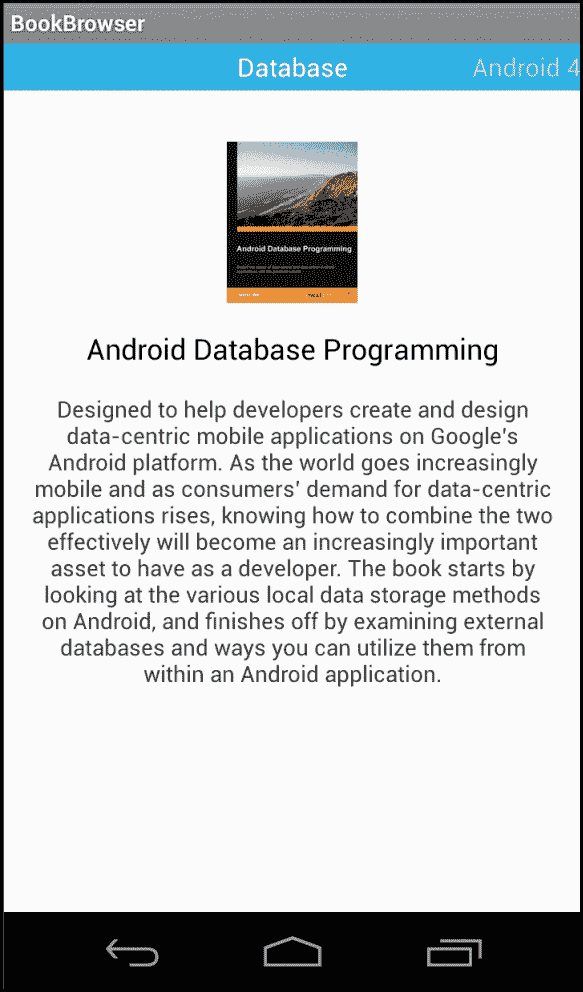 BookBrowser
Database
Android 4
Android Database Programming
Android Database Programming
Designed to help developers create and design
data-centric mobile applications on Google's
Android platform. As the world goes increasingly
mobile and as consumers' demand for data-centric
applications rises, knowing how to combine the two
effectively will become an increasingly important
asset to have as a developer. The book starts by
looking at the various local data storage methods
on Android, and finishes off by examining external
databases and ways you can utilize them from
within an Android application.